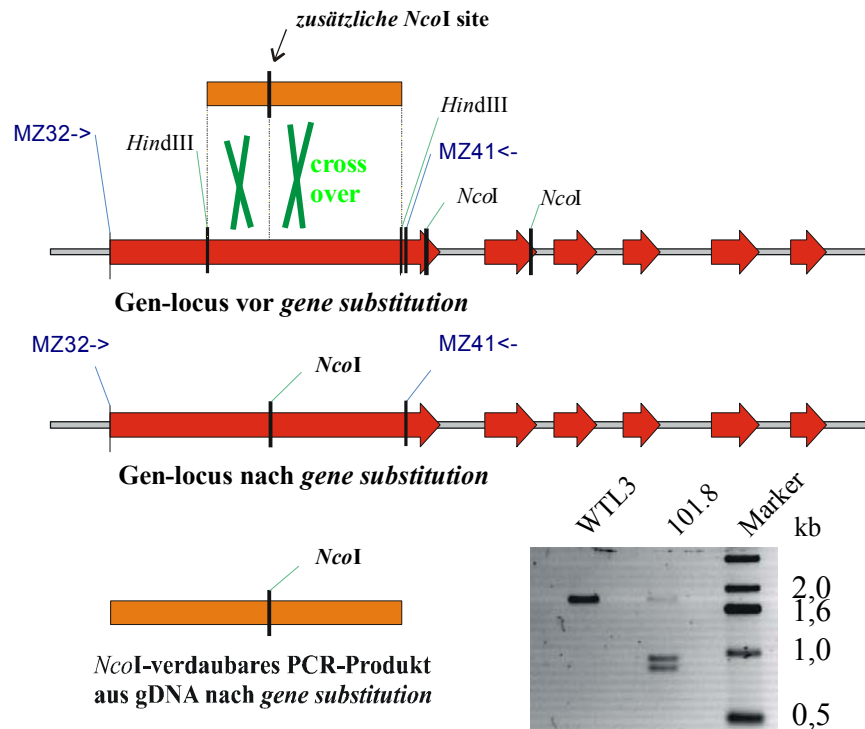 zusätzliche NcoI site
MZ32->
HindIII
cross
over
HindIII
MZ41<-
NcoI
NcoI
Gen-locus vor gene substitution
MZ32->
NcoI
MZ41<-
Gen-locus nach gene substitution
NcoI
NcoI-verdaubares PCR-Produkt
aus gDNA nach gene substitution
WTL3
101.8
Marker
kb
2,0
1,6
1,0
0,5